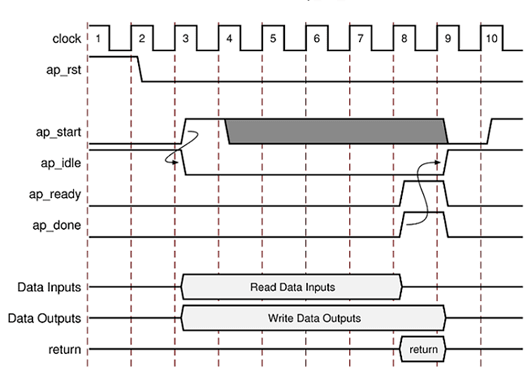 clock 1 2 3 4 5 6 7 8 9 10
ap_rst
ap_start
ap_idle
ap_ready
ap_done
Data Inputs Read Data Inputs
Data Outputs Write Data Outputs
return return